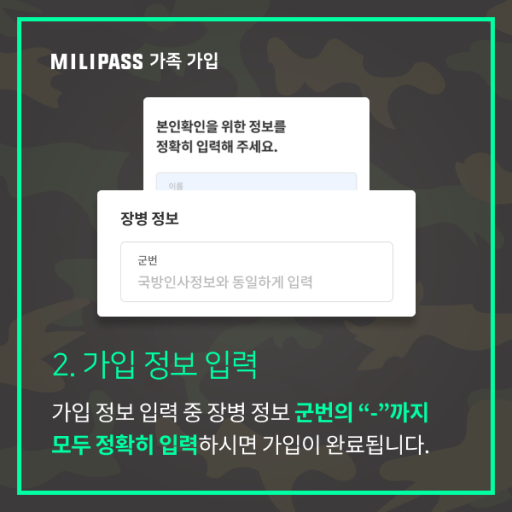 MILIPASS 가족 가입
본인확인을 위한 정보를
정확히 입력해 주세요.
이름
장병 정보
군번
국방인사정보와 동일하게 입력
2. 가입 정보 입력
가입 정보 입력 중 장병 정보 군번의 “-”까지
모두 정확히 입력하시면 가입이 완료됩니다.